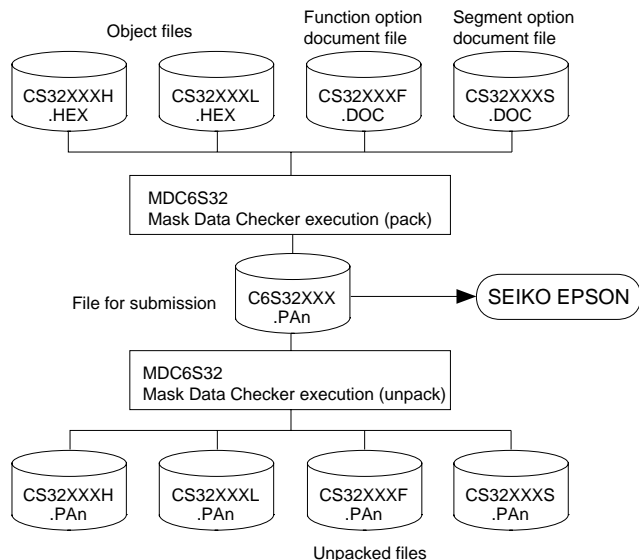 Object files
Function option
document file
Segment option
document file
CS32XXXH
.HEX
CS32XXXL
.HEX
CS32XXXF
.DOC
CS32XXXS
.DOC
MDC6S32
Mask Data Checker execution (pack)
File for submission
C6S32XXX
.PAn
SEIKO EPSON
MDC6S32
Mask Data Checker execution (unpack)
CS32XXXH
.PAn
CS32XXXL
.PAn
CS32XXXF
.PAn
CS32XXXS
.PAn
Unpacked files